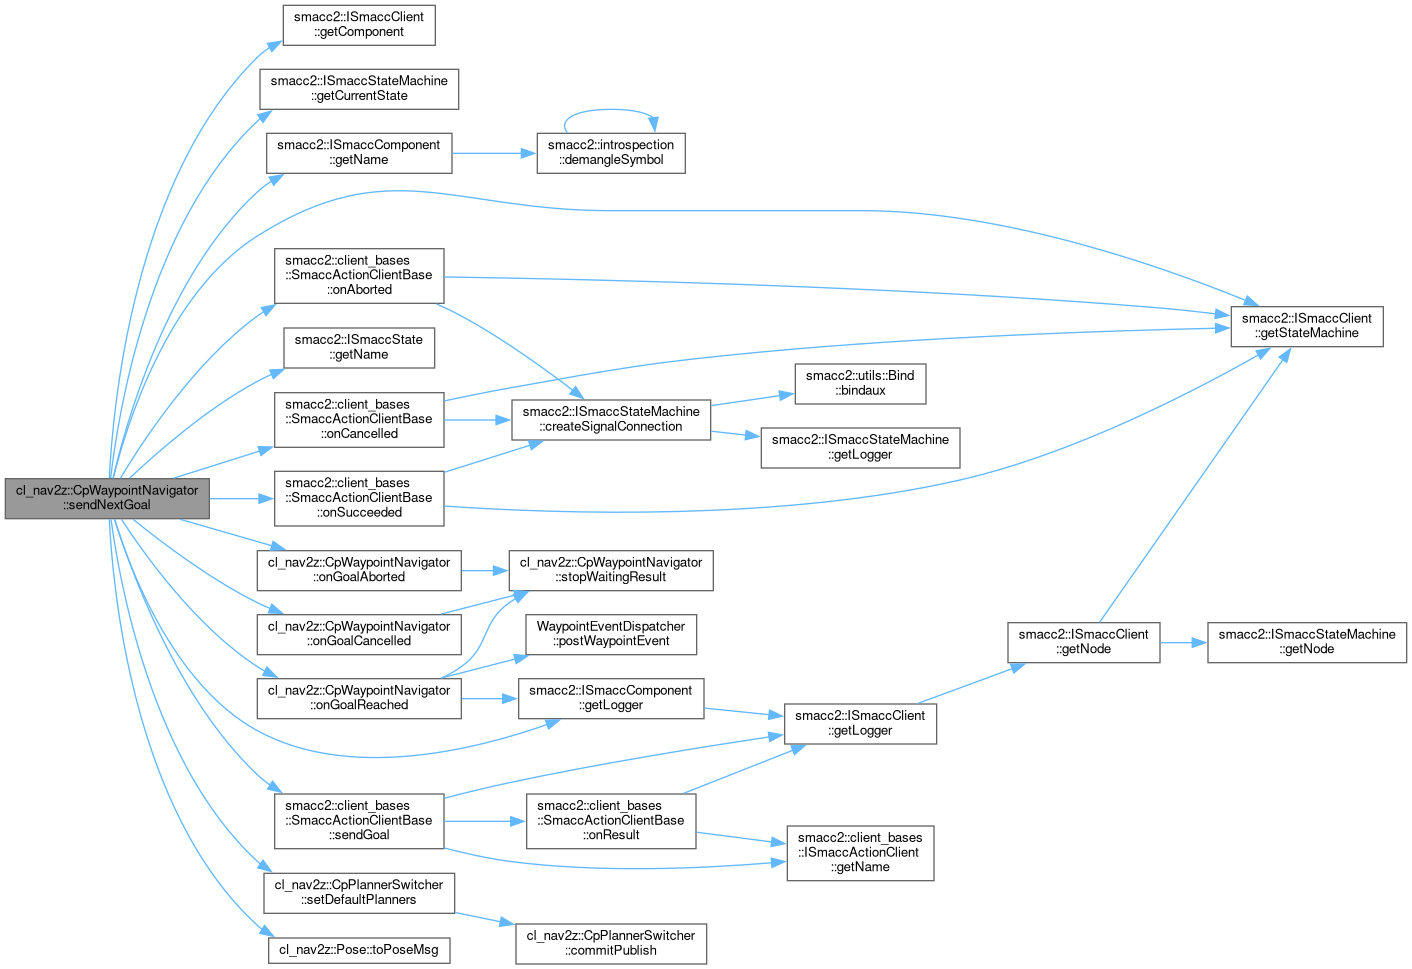 smacc2::ISmaccClient
::getComponent
smacc2::ISmaccStateMachine
::getCurrentState
smacc2::ISmaccComponent
::getName
smacc2::introspection
::demangleSymbol
smacc2::client_bases
::SmaccActionClientBase
::onAborted
smacc2::ISmaccClient
::getStateMachine
smacc2::ISmaccState
::getName
smacc2::utils::Bind
::bindaux
smacc2::client_bases
::SmaccActionClientBase
::onCancelled
smacc2::ISmaccStateMachine
::createSignalConnection
smacc2::ISmaccStateMachine
::getLogger
cl_nav2z::CpWaypointNavigator
::sendNextGoal
smacc2::client_bases
::SmaccActionClientBase
::onSucceeded
cl_nav2z::CpWaypointNavigator
::onGoalAborted
cl_nav2z::CpWaypointNavigator
::stopWaitingResult
cl_nav2z::CpWaypointNavigator
::onGoalCancelled
WaypointEventDispatcher
::postWaypointEvent
smacc2::ISmaccClient
::getNode
smacc2::ISmaccStateMachine
::getNode
cl_nav2z::CpWaypointNavigator
::onGoalReached
smacc2::ISmaccComponent
::getLogger
smacc2::ISmaccClient
::getLogger
smacc2::client_bases
::SmaccActionClientBase
::sendGoal
smacc2::client_bases
::SmaccActionClientBase
::onResult
smacc2::client_bases
::ISmaccActionClient
::getName
cl_nav2z::CpPlannerSwitcher
::setDefaultPlanners
cl_nav2z::CpPlannerSwitcher
::commitPublish
cl_nav2z::Pose::toPoseMsg